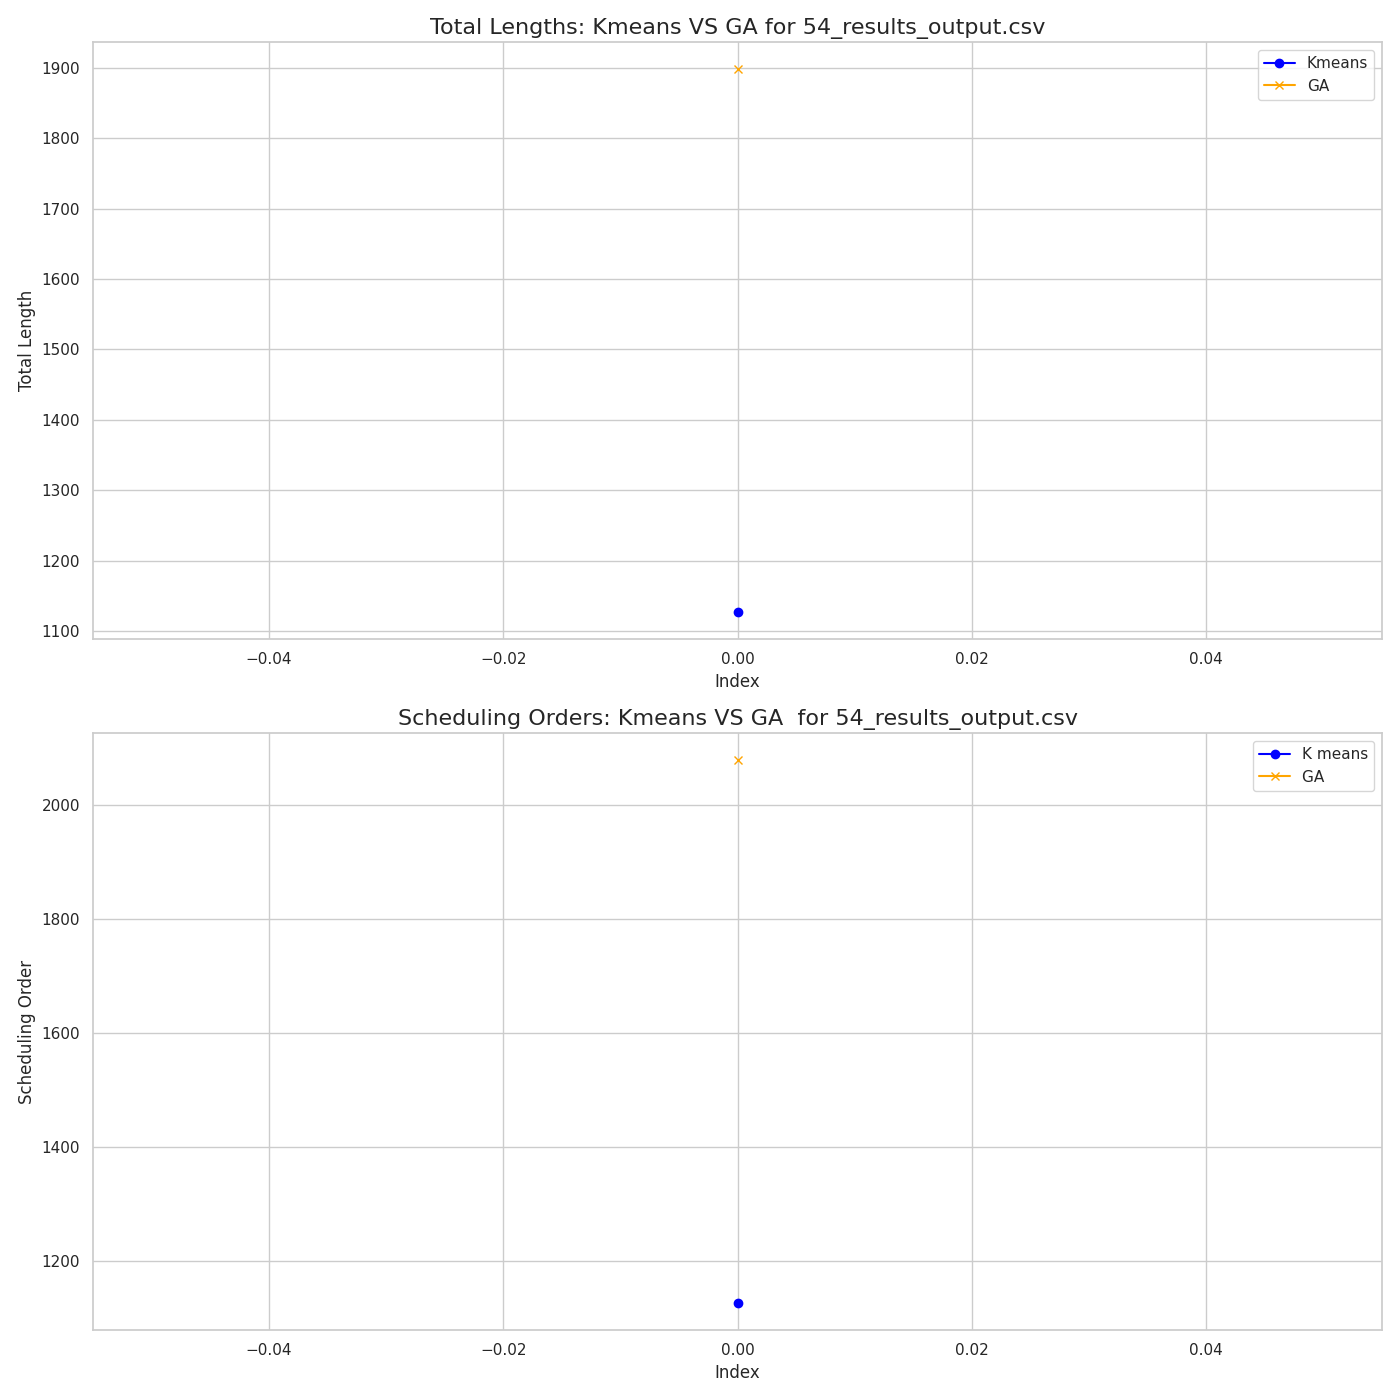 Total Lengths: Kmeans VS GA for 54_results_output.csv
Kmeans
GA
1900
1800
1700
1600
1500
1400
1300
1200
1100
Total Length
−0.04 −0.02 0.00 0.02 0.04
Index
Scheduling Orders: Kmeans VS GA  for 54_results_output.csv
K means
GA
2000
1800
1600
1400
1200
Scheduling Order
−0.04 −0.02 0.00 0.02 0.04
Index